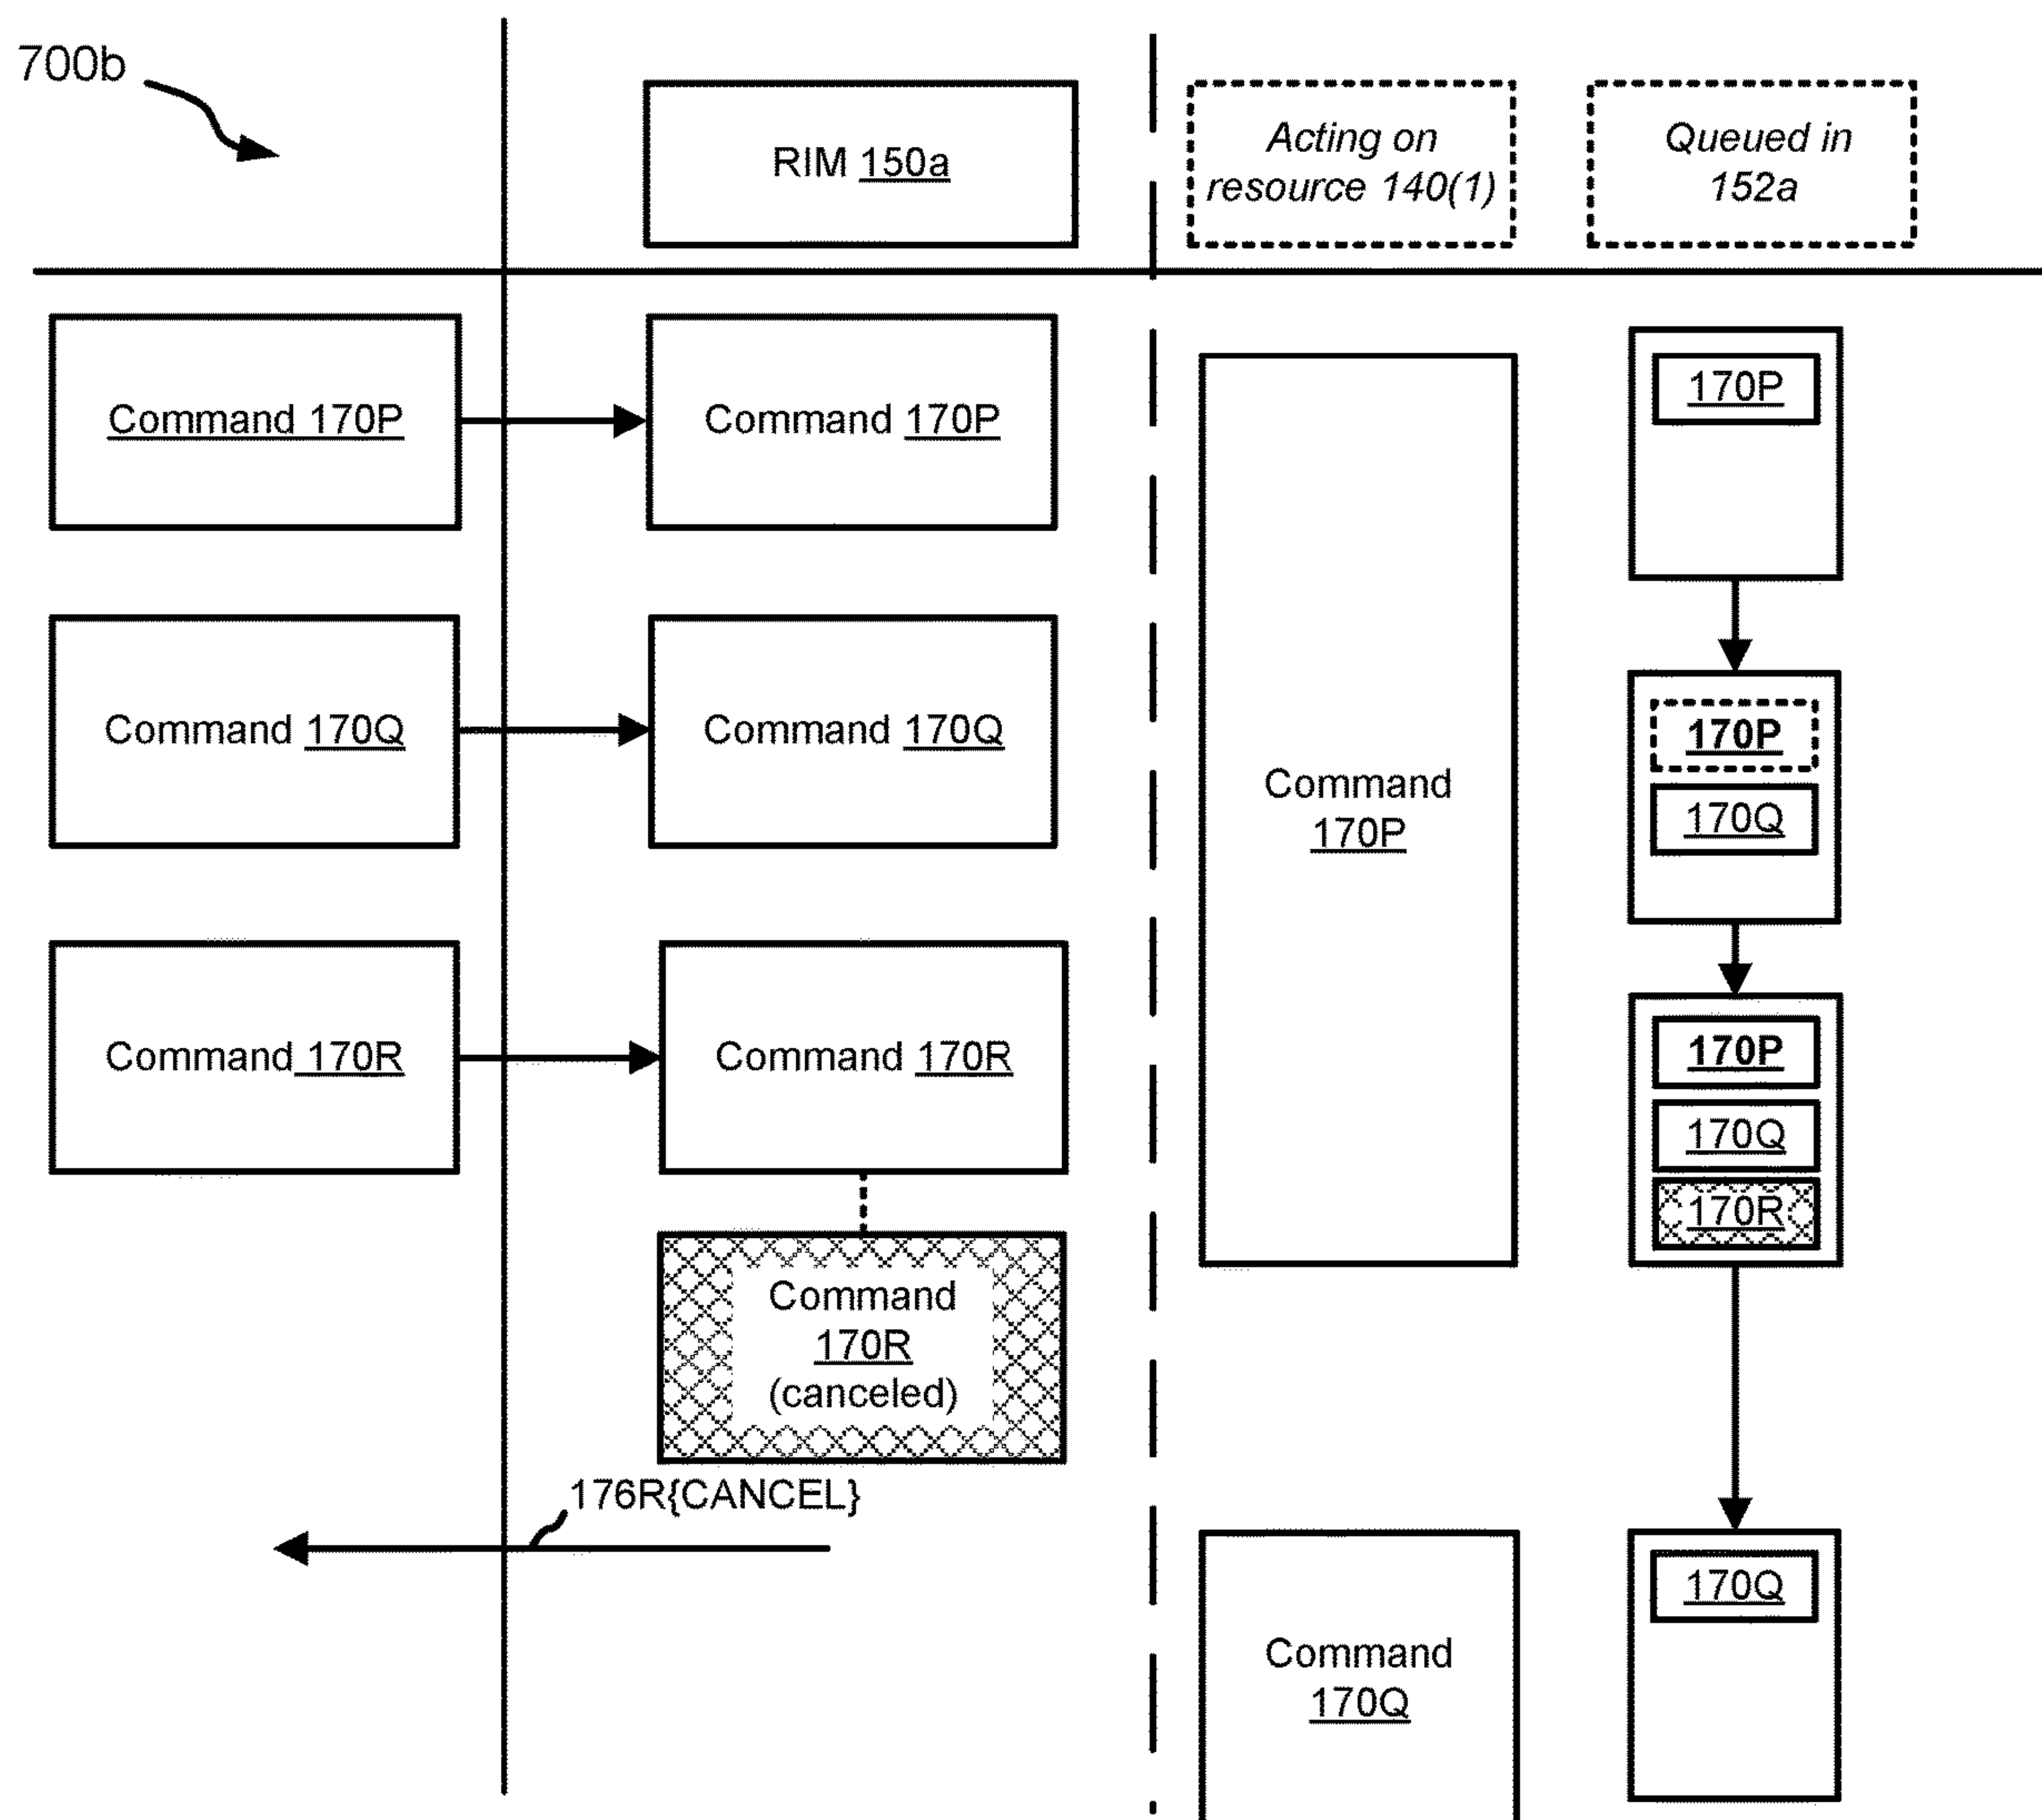 700b
RIM 150a
Acting on
resource 140(1)
Queued in
152a
Command 170P
Command 170P
170P
Command 170Q
Command 170Q
Command
170P
170P
170Q
Command 170R
Command 170R
170P
170Q
170R
Command
170R
(canceled)
176R{CANCEL}
Command
170Q
170Q